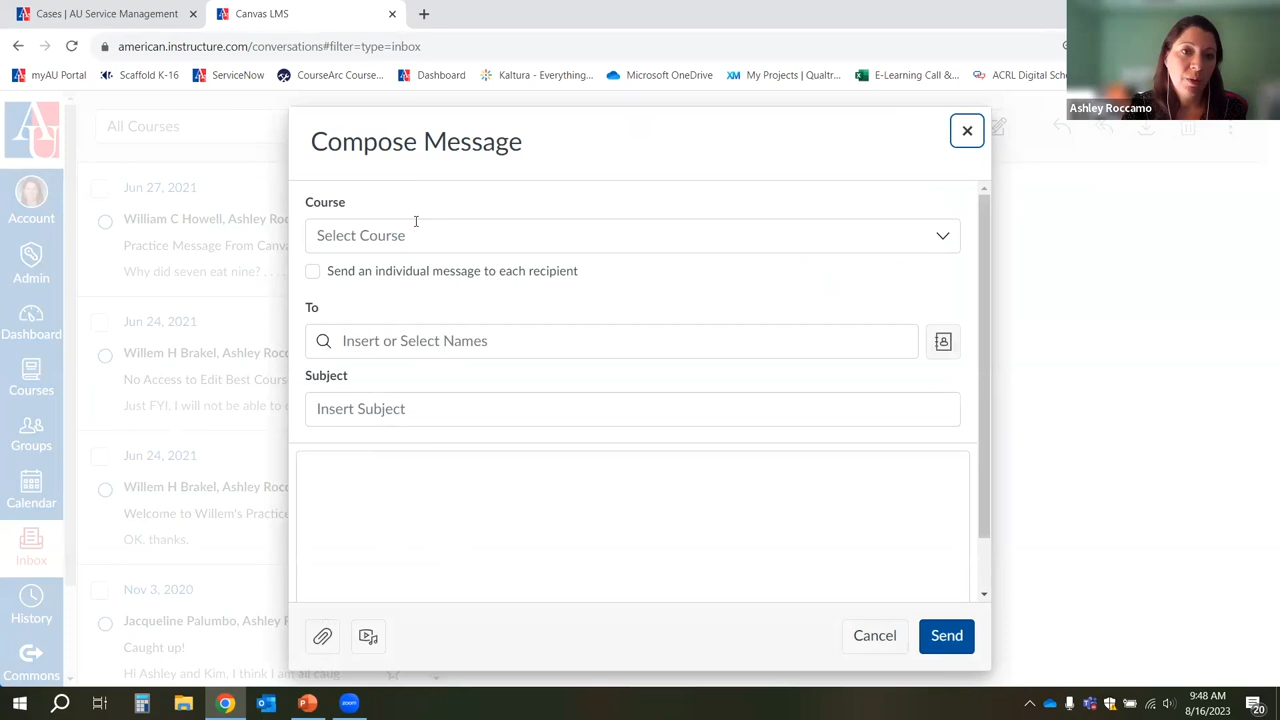 Cases | AU Service Management
Canvas LMS
american.instructure.com/conversations#filter=type=inbox
myAU Portal
Scaffold K-16
ServiceNow
CourseArc Course...
Dashboard
Kaltura - Everything...
Microsoft OneDrive
My Projects | Qualtr...
E-Learning Call &...
ACRL Digital Sch
Ashley Roccamo
All Courses
Compose Message
Account
Admin
Dashboard
Courses
Groups
Calendar
Inbox
History
Commons
Jun 27, 2021
William C Howell, Ashley Roc
Practice Message From Canva
Why did seven eat nine? . . . .
Jun 24, 2021
Willem H Brakel, Ashley Rocc
No Access to Edit Best Cours
Just FYI, I will not be able to
Jun 24, 2021
Willem H Brakel, Ashley Rocc
Welcome to Willem's Practice
OK. thanks.
Nov 3, 2020
Jacqueline Palumbo, Ashley R
Caught up!
Hi Ashley and Kim, I think I am all caug
Course
Select Course
Send an individual message to each recipient
To
Insert or Select Names
Subject
Insert Subject
Cancel
Send
9:48 AM
8/16/2023
20